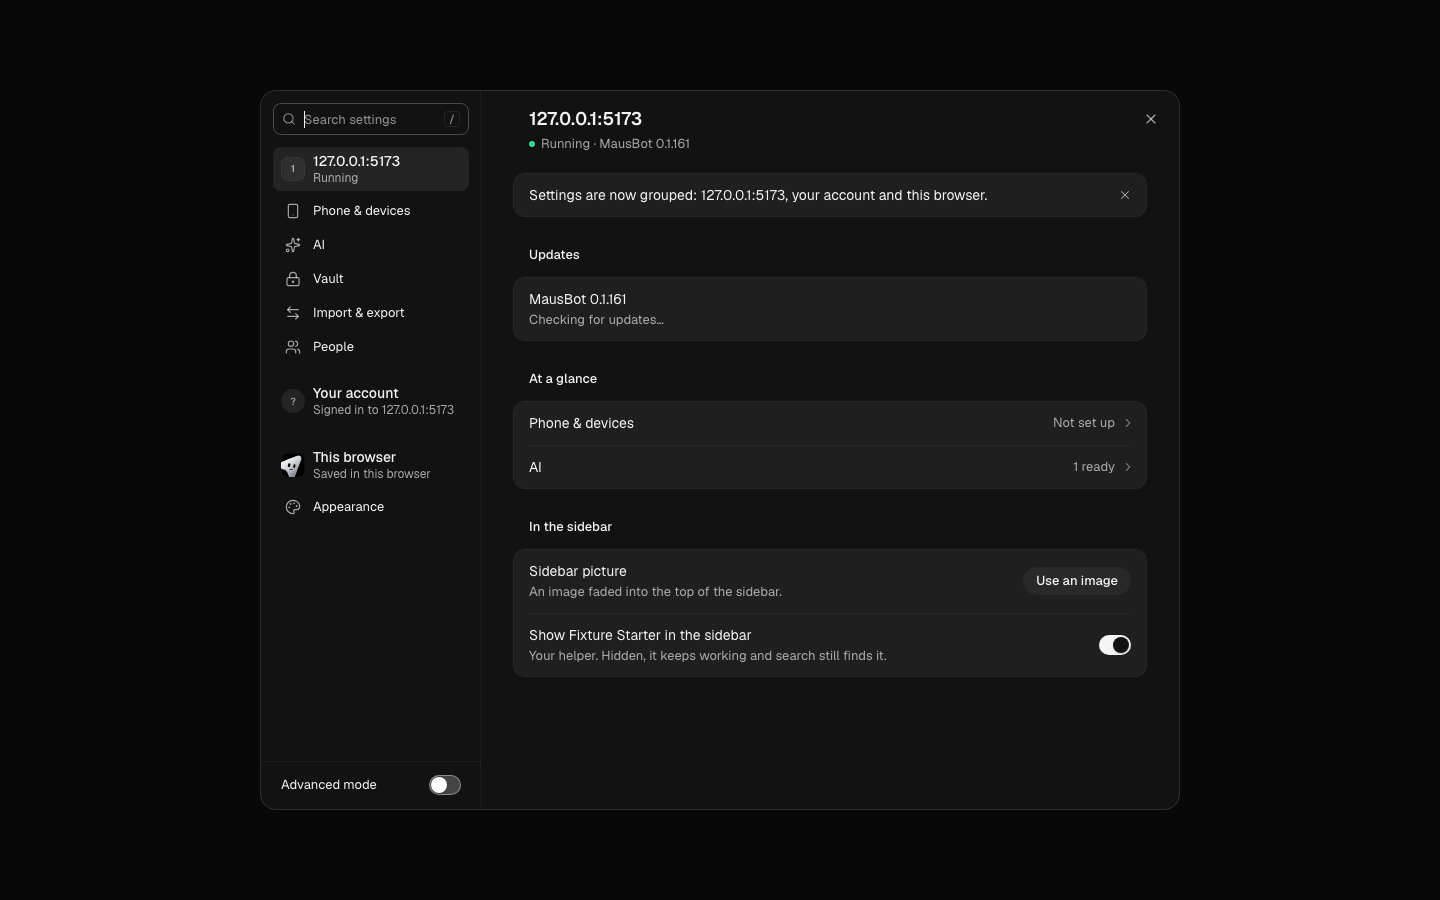 Search settings
/
1
127.0.0.1:5173
Running
Phone & devices
AI
Vault
Import & export
People
?
Your account
Signed in to 127.0.0.1:5173
This browser
Saved in this browser
Appearance
Advanced mode
127.0.0.1:5173
Running · MausBot 0.1.161
Settings are now grouped: 127.0.0.1:5173, your account and this browser.
Updates
MausBot 0.1.161
Checking for updates…
At a glance
Phone & devices
Not set up
AI
1 ready
In the sidebar
Sidebar picture
An image faded into the top of the sidebar.
Use an image
Show Fixture Starter in the sidebar
Your helper. Hidden, it keeps working and search still finds it.